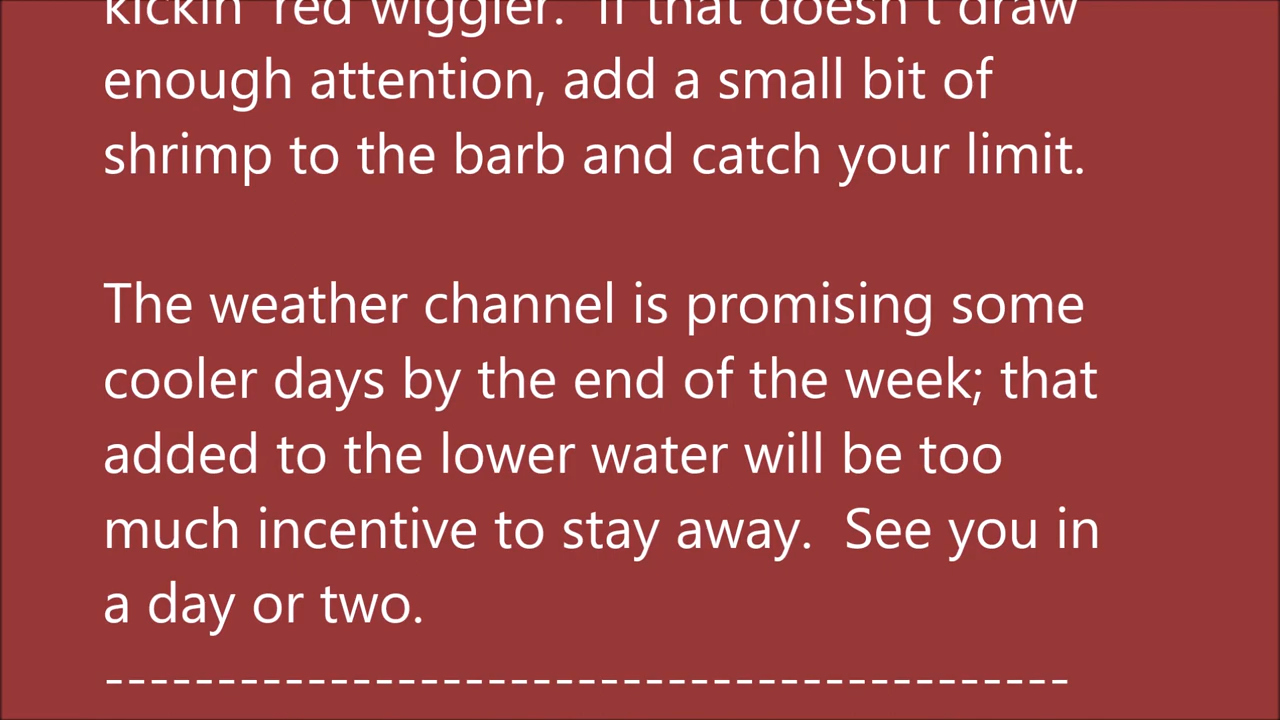 kickin' red wiggler.  If that doesn't draw
enough attention, add a small bit of
shrimp to the barb and catch your limit.
The weather channel is promising some
cooler days by the end of the week; that
added to the lower water will be too
much incentive to stay away.  See you in
a day or two.
-------------------------------------------